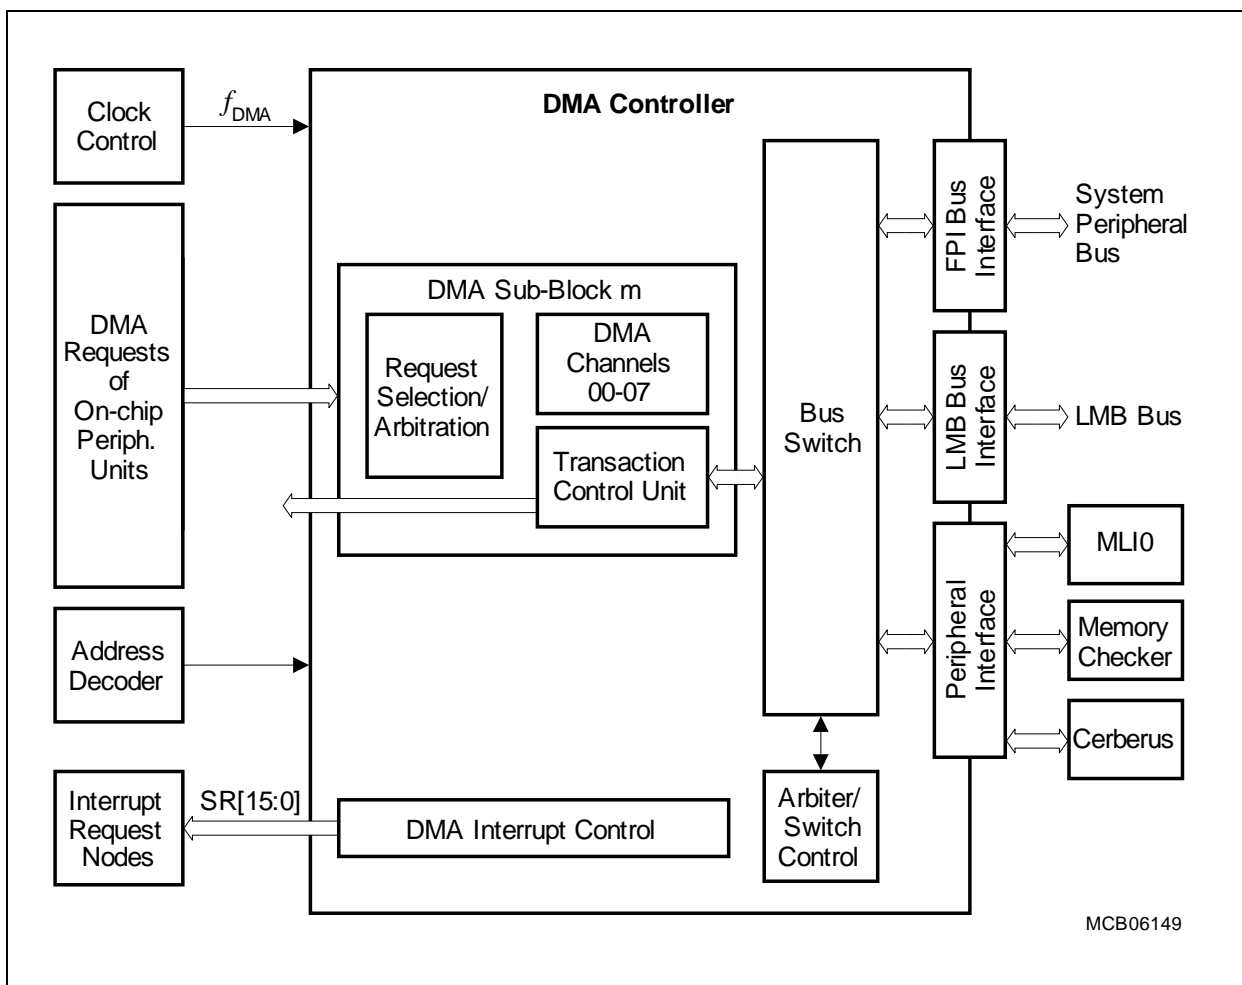 Clock
Control
f DMA
DMA Controller
DMA
Requests
of
On-chip
Periph.
Units
DMA Sub-Block m
Request
Selection/
Arbitration
DMA
Channels
00-07
Transaction
Control Unit
Bus
Switch
FPI Bus
Interface
System
Peripheral
Bus
LMB Bus
Interface
LMB Bus
Peripheral
Interface
MLI0
Memory
Checker
Cerberus
Address
Decoder
Interrupt
Request
Nodes
SR[15:0]
DMA Interrupt Control
Arbiter/
Switch
Control
MCB06149